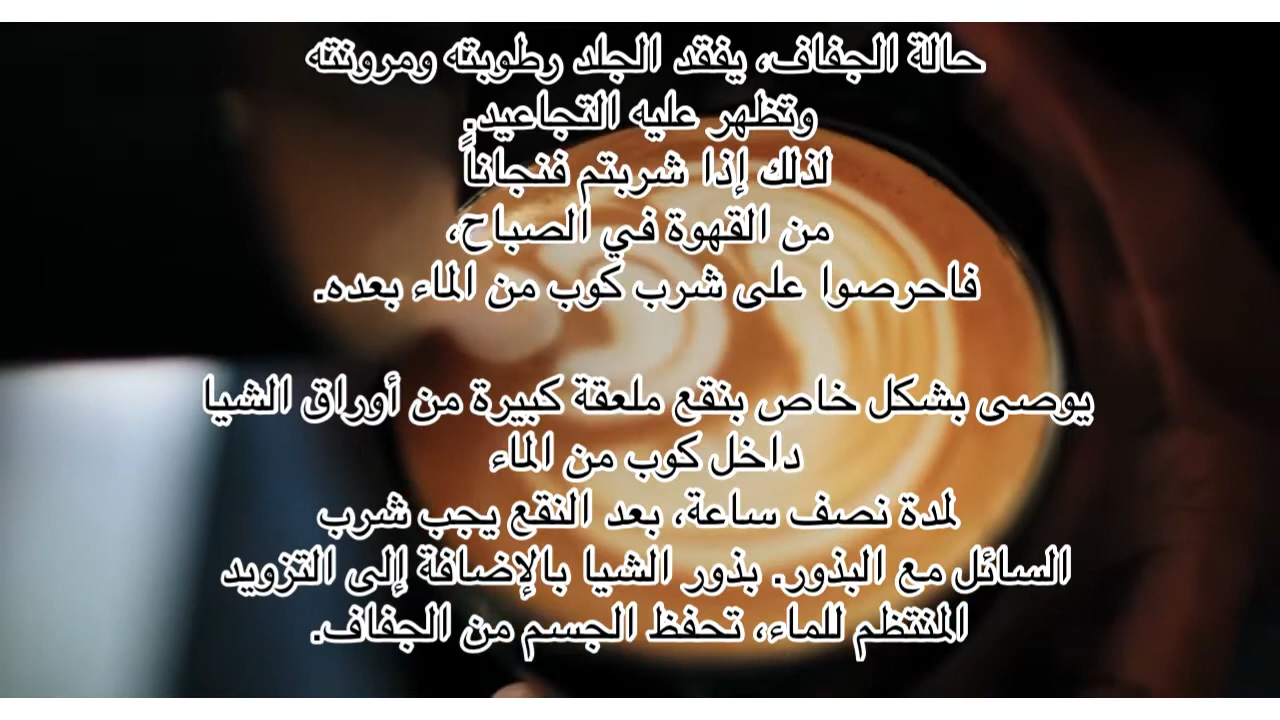 حالة الجفاف، يفقد الجلد رطوبته ومرونته
وتظهر عليه التجاعيد.
لذلك إذا شربتم فنجاناً
من القهوة في الصباح،
فاحرصوا على شرب كوب من الماء بعده.
يوصى بشكل خاص بنقع ملعقة كبيرة من أوراق الشيا
داخل كوب من الماء
لمدة نصف ساعة، بعد النقع يجب شرب
السائل مع البذور. بذور الشيا بالإضافة إلى التزويد
المنتظم للماء، تحفظ الجسم من الجفاف.